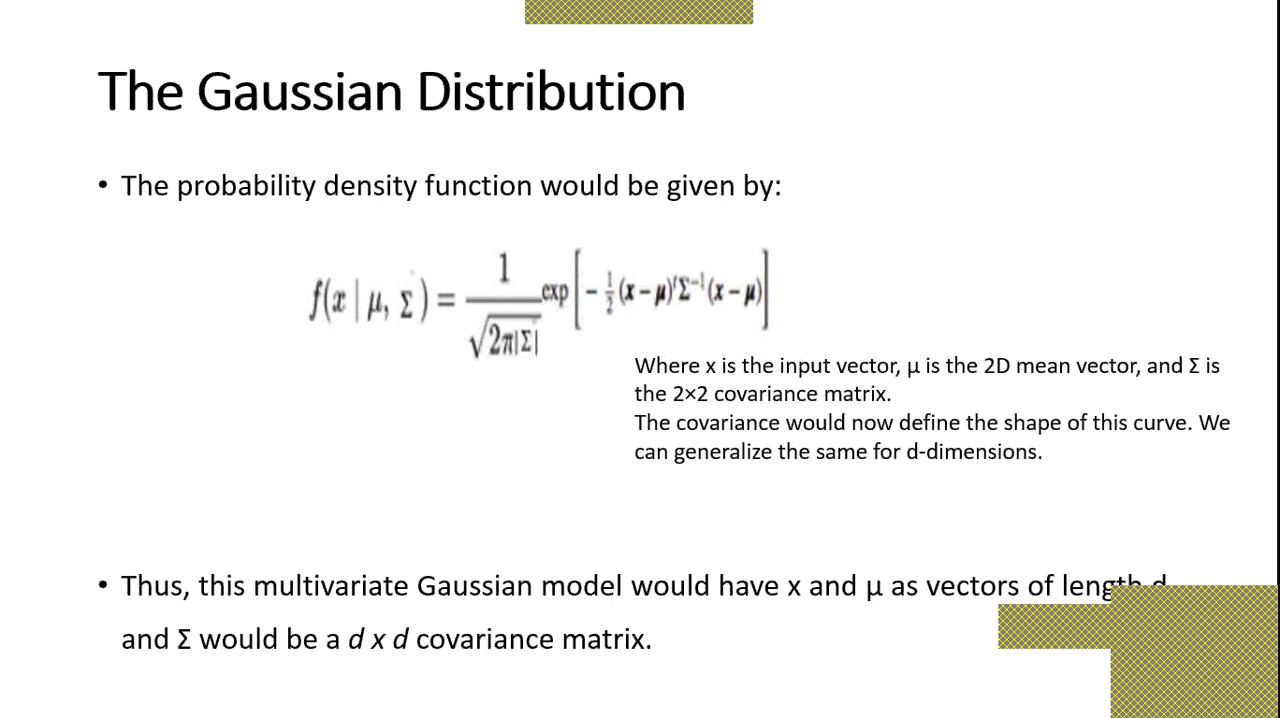 The Gaussian Distribution
• The probability density function would be given by:
f(x | μ, Σ) = 1 / √2π|Σ| exp[ - 1/2 (x - μ)′Σ⁻¹(x - μ) ]
Where x is the input vector, μ is the 2D mean vector, and Σ is
the 2×2 covariance matrix.
The covariance would now define the shape of this curve. We
can generalize the same for d-dimensions.
• Thus, this multivariate Gaussian model would have x and μ as vectors of length d
and Σ would be a d x d covariance matrix.